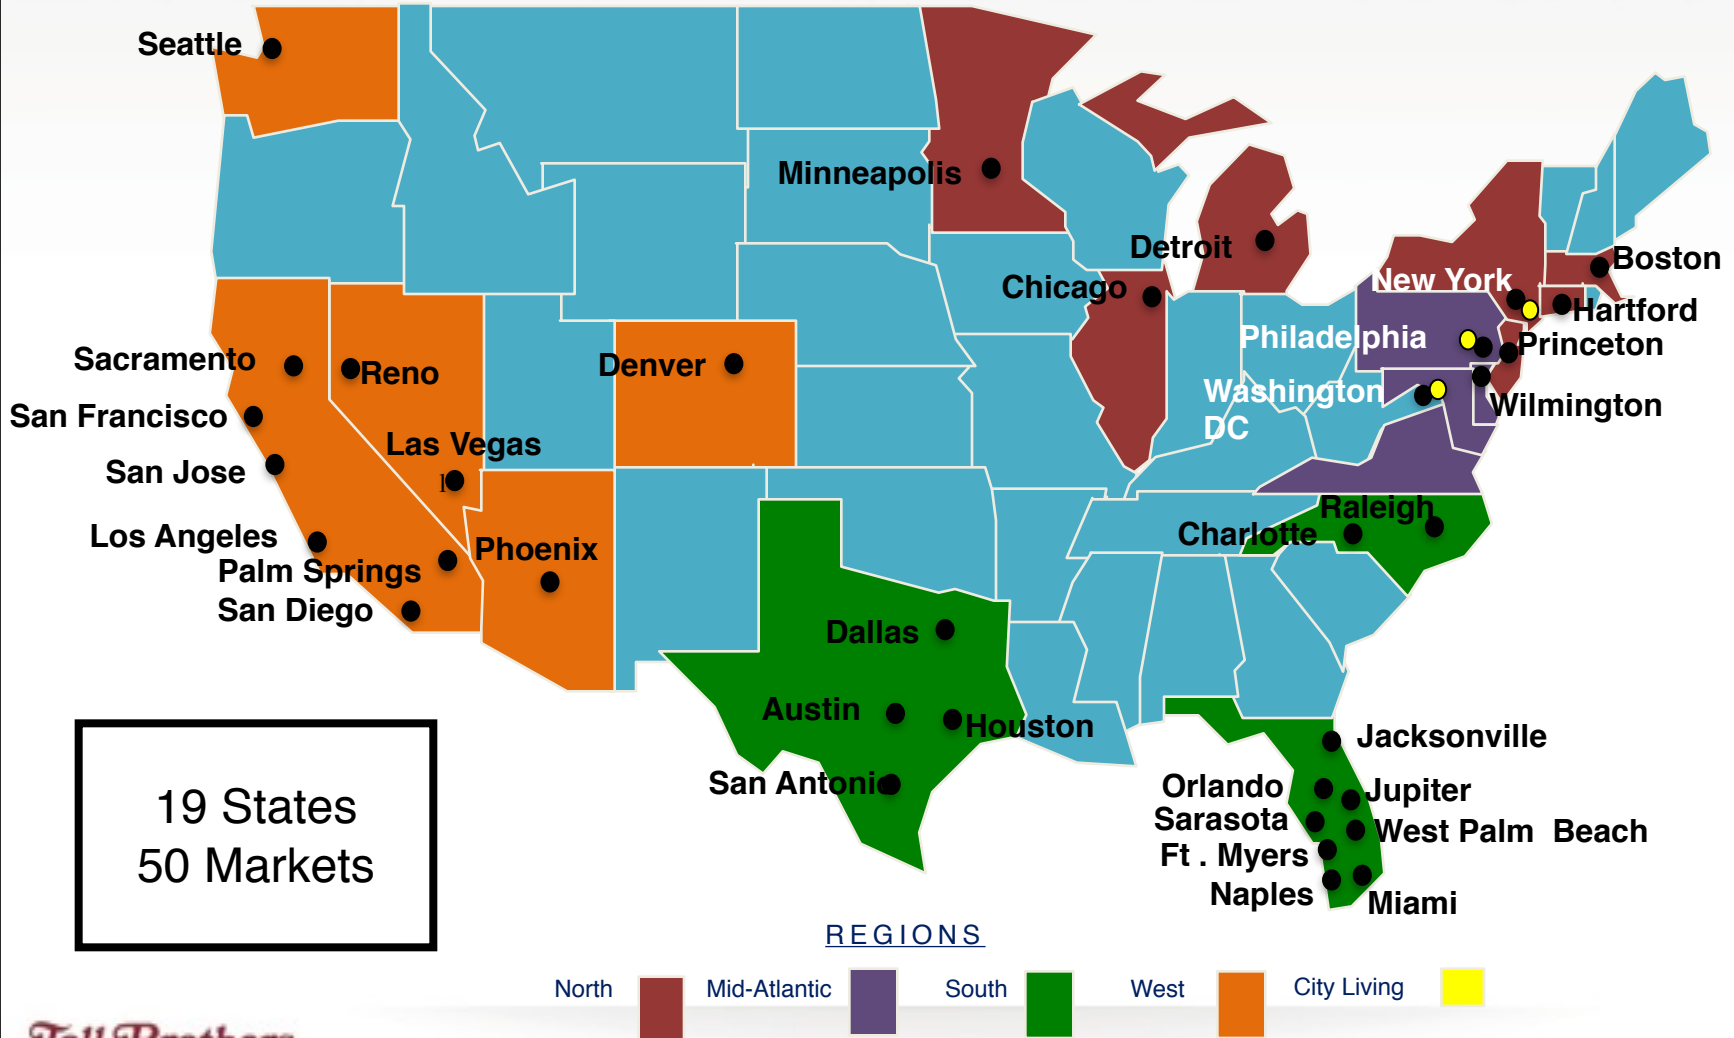 Seattle
Minneapolis
Detroit
Boston
New York
Chicago
Hartford
Philadelphia
Princeton
Sacramento
Reno
Denver
Washington
DC
Wilmington
San Francisco
Las Vegas
San Jose
l
Raleigh
Charlotte
Los Angeles
Phoenix
Palm Springs
San Diego
Dallas
Austin
Houston
Jacksonville
San Antonio
Orlando
Jupiter
Sarasota
West Palm Beach
Ft . Myers
Naples
Miami
19 States
50 Markets
REGIONS
North
Mid-Atlantic
South
West
City Living
Toll Brothers